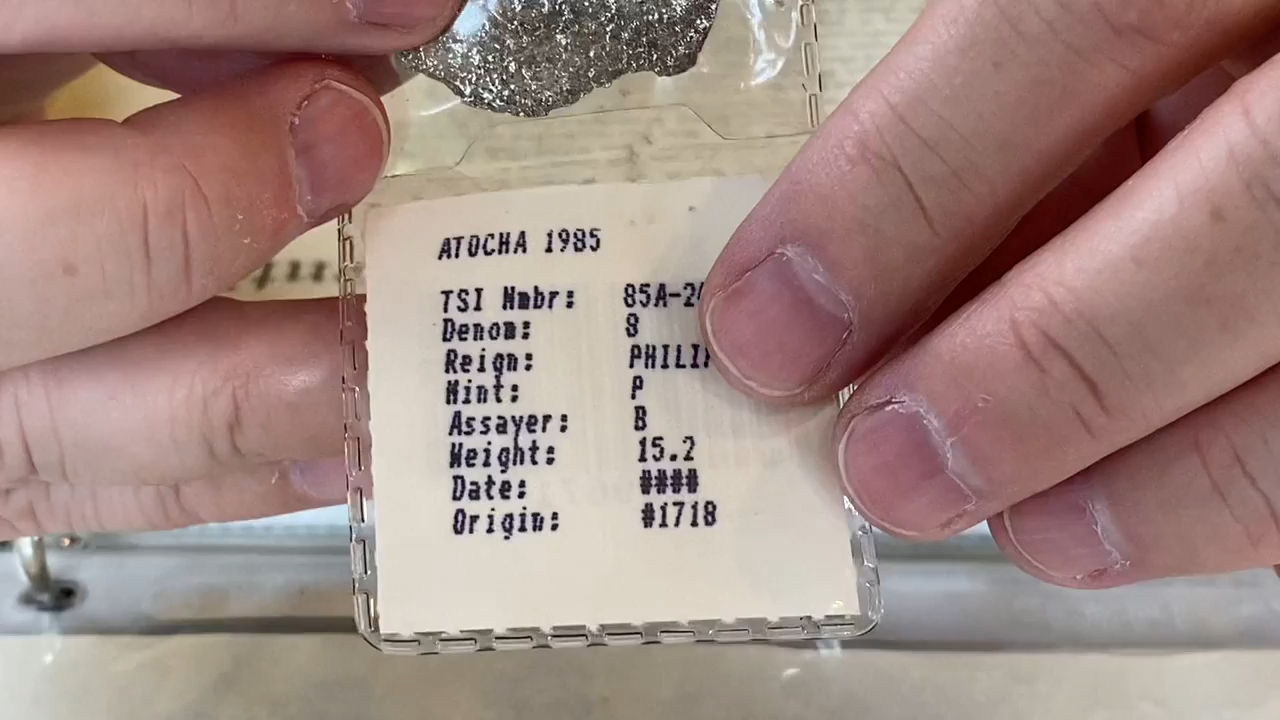 ATOCHA 1985
TSI Nmbr: 85A-2
Denom: 8
Reign: PHILI
Mint: P
Assayer: B
Weight: 15.2
Date: ####
Origin: #1718